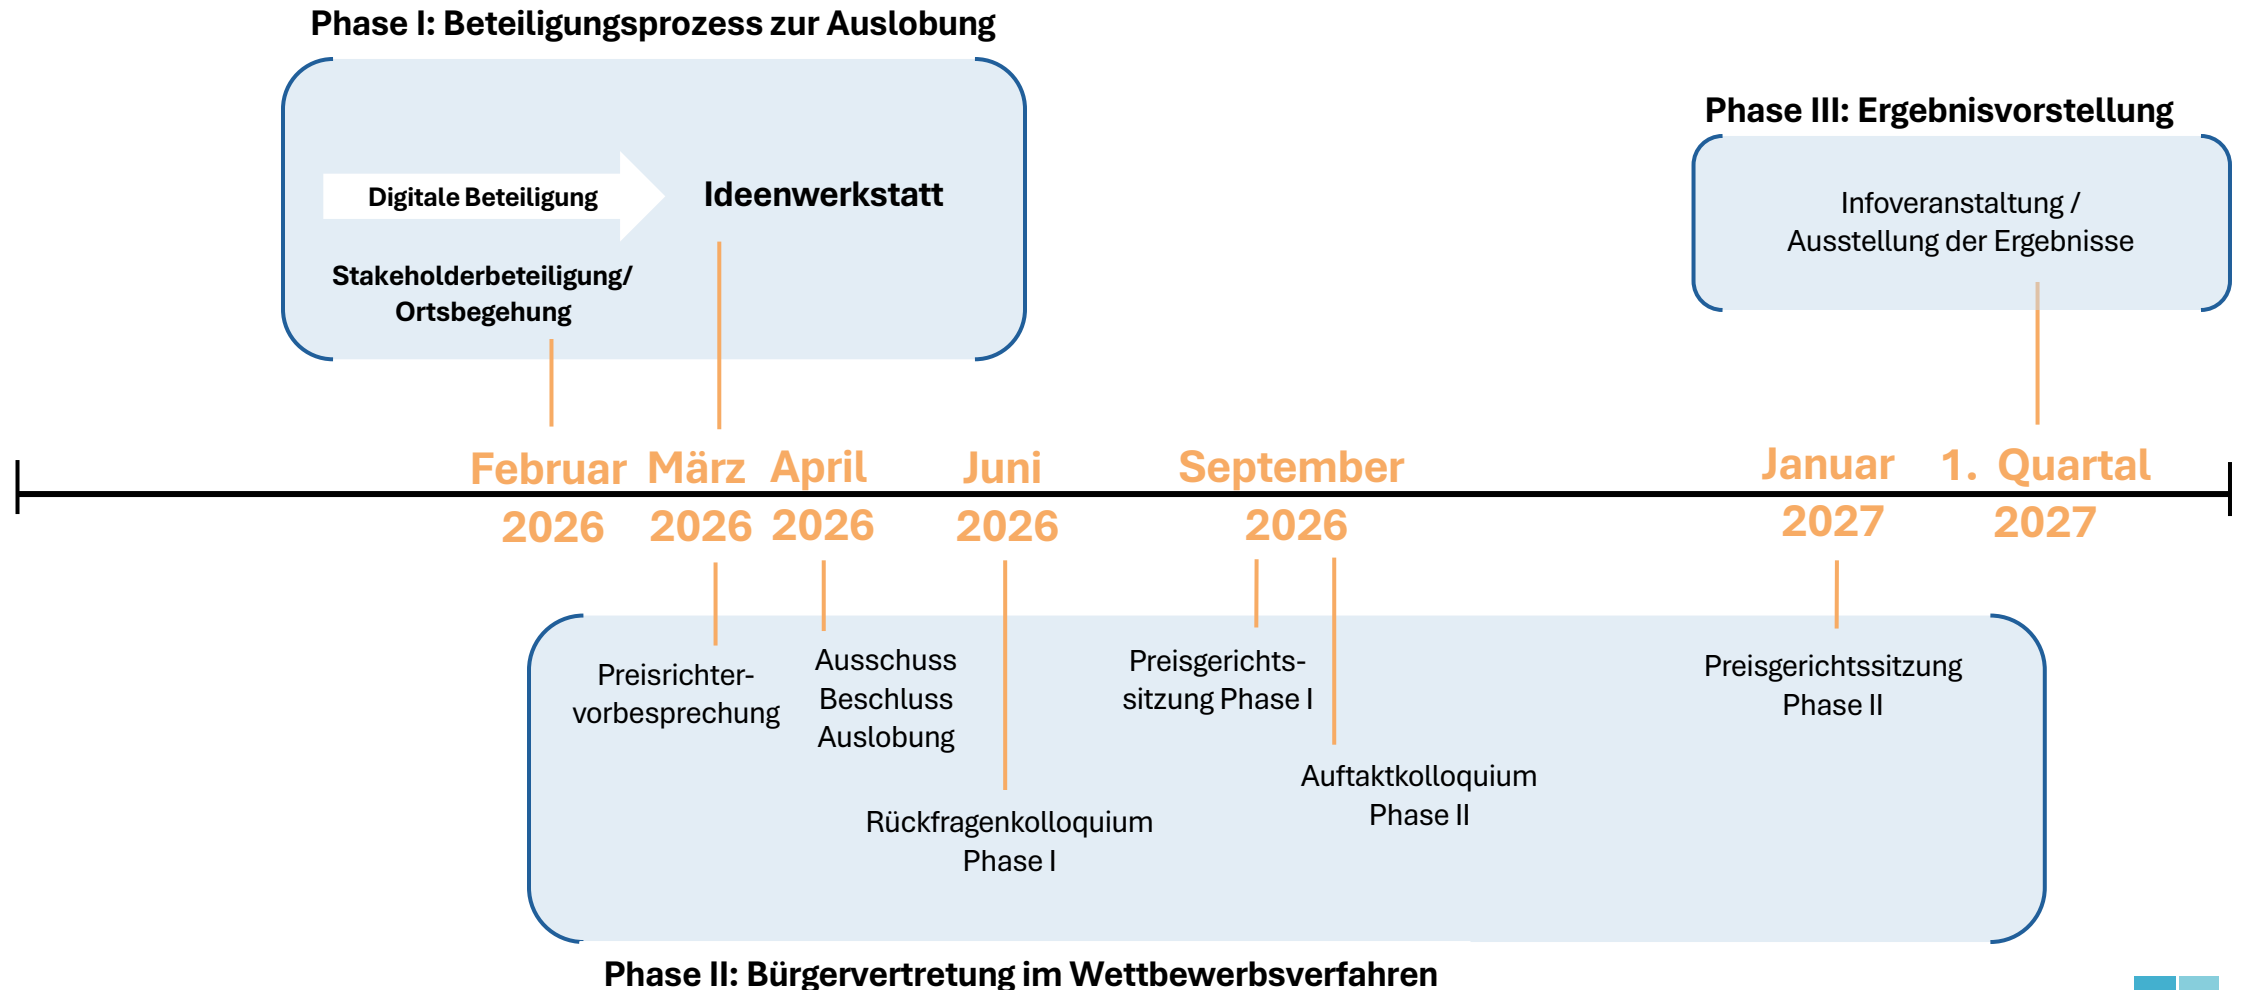 Phase I: Beteiligungsprozess zur Auslobung
Digitale Beteiligung
Ideenwerkstatt
Stakeholderbeteiligung/
Ortsbegehung
Phase III: Ergebnisvorstellung
Infoveranstaltung /
Ausstellung der Ergebnisse
Februar
2026
März
2026
April
2026
Juni
2026
September
2026
Januar
2027
1. Quartal
2027
Preisrichter-
vorbesprechung
Ausschuss
Beschluss
Auslobung
Rückfragenkolloquium
Phase I
Preisgerichts-
sitzung Phase I
Auftaktkolloquium
Phase II
Preisgerichtssitzung
Phase II
Phase II: Bürgervertretung im Wettbewerbsverfahren